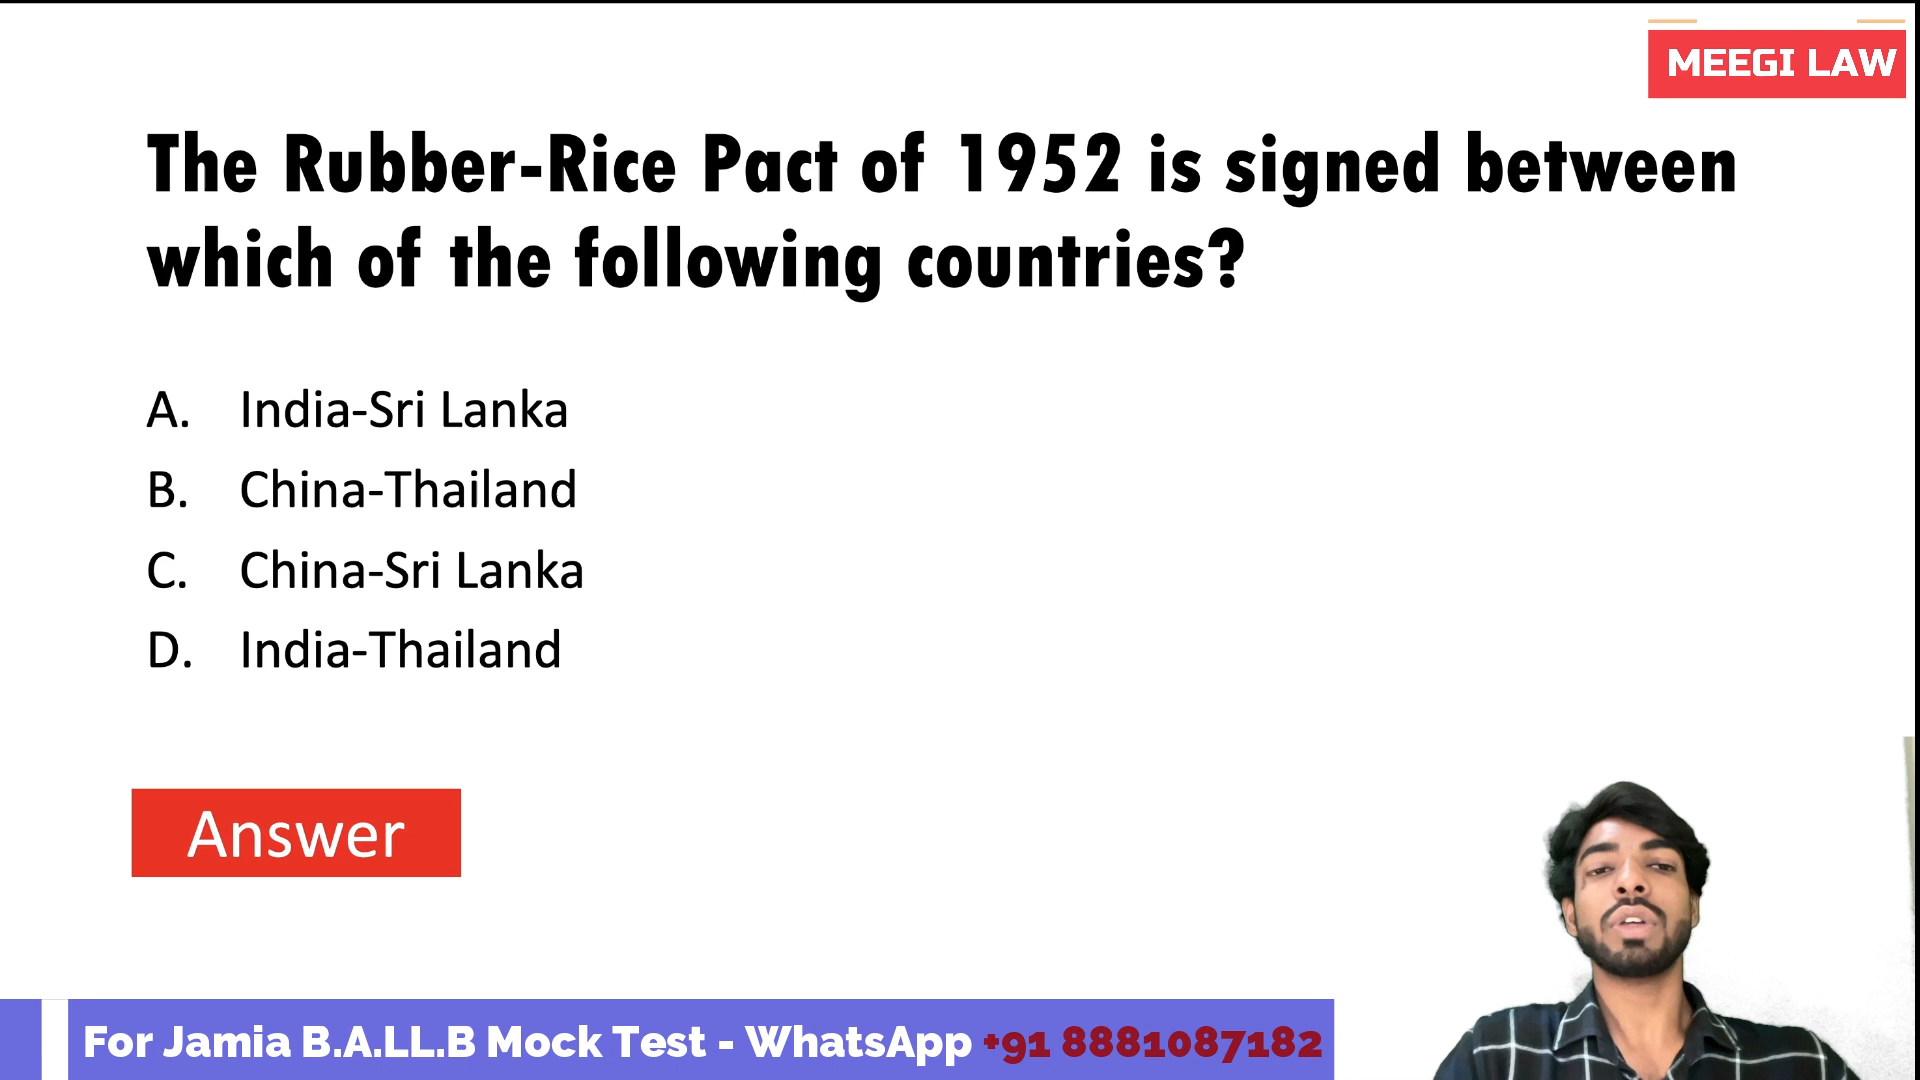 MEEGI LAW
The Rubber-Rice Pact of 1952 is signed between
which of the following countries?
A. India-Sri Lanka
B. China-Thailand
C. China-Sri Lanka
D. India-Thailand
Answer
For Jamia B.A.LL.B Mock Test - WhatsApp +91 8881087182